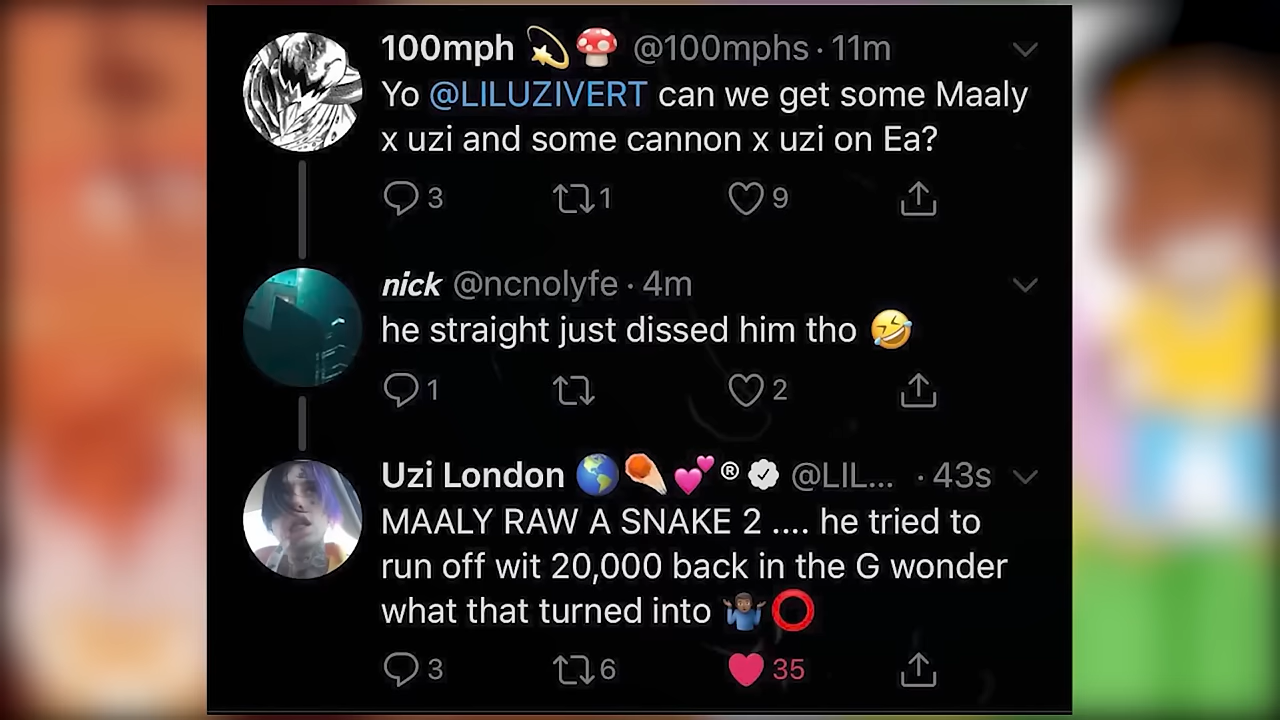 100mph 💫🍄 @100mphs · 11m
Yo @LILUZIVERT can we get some Maaly
x uzi and some cannon x uzi on Ea?
3 1 9
nick @ncnolyfe · 4m
he straight just dissed him tho 🤣
1 2
Uzi London 🌎☄️💕® @LIL... · 43s
MAALY RAW A SNAKE 2 .... he tried to
run off wit 20,000 back in the G wonder
what that turned into 🤷🏾‍♂️⭕️
3 6 35